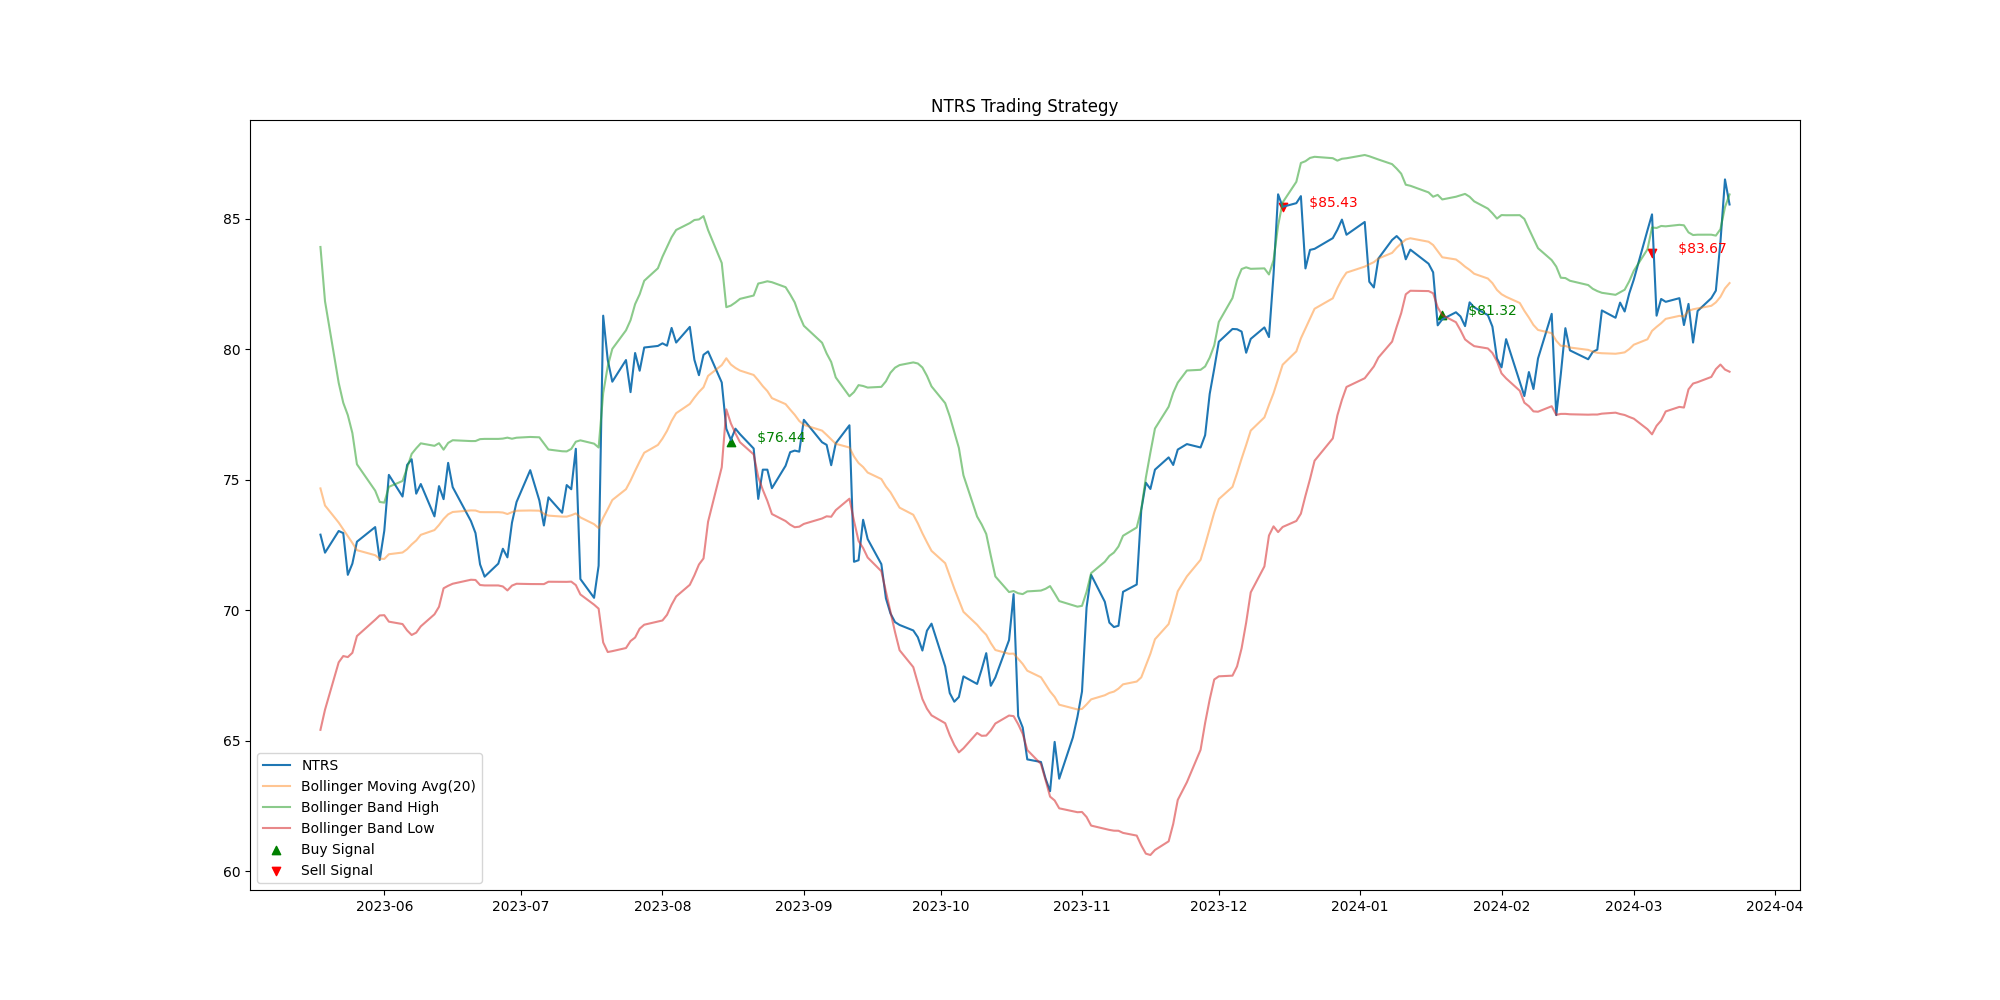 NTRS Trading Strategy
85
80
75
70
65
60
$85.43
$83.67
$81.32
$76.44
NTRS
Bollinger Moving Avg(20)
Bollinger Band High
Bollinger Band Low
Buy Signal
Sell Signal
2023-06 2023-07 2023-08 2023-09 2023-10 2023-11 2023-12 2024-01 2024-02 2024-03 2024-04